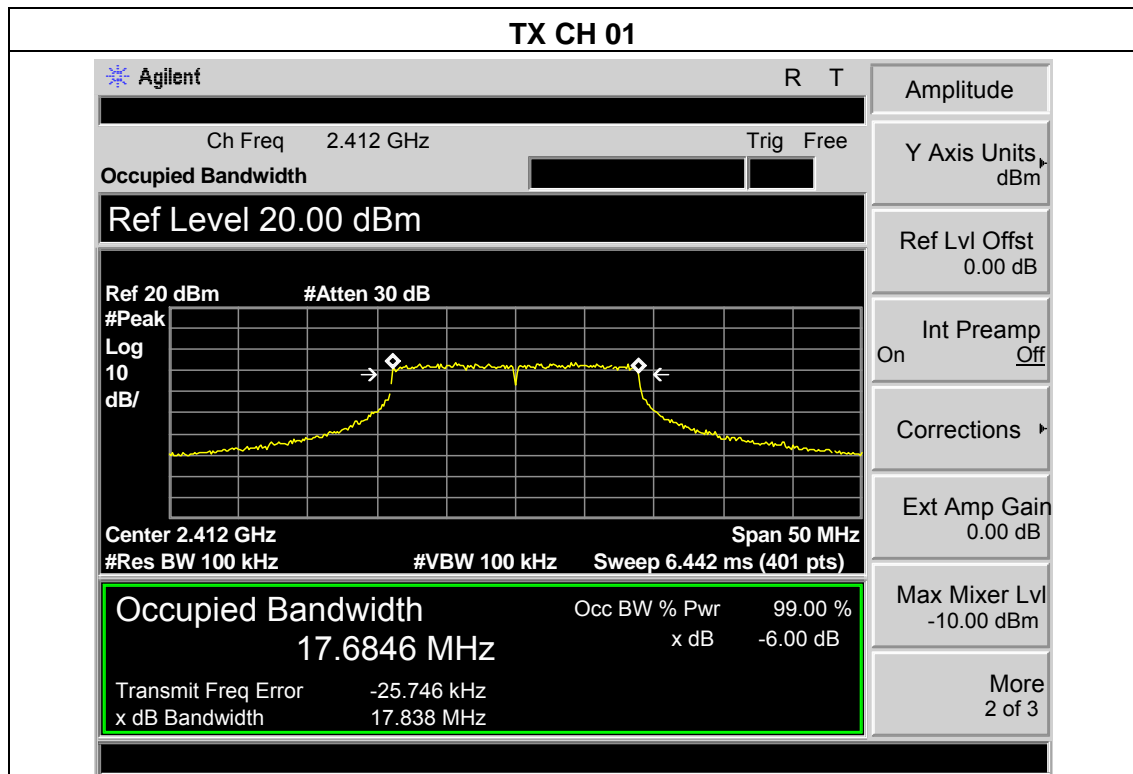 TX CH 01
Agilent R T
Ch Freq 2.412 GHz Trig Free
Occupied Bandwidth
Ref Level 20.00 dBm
Ref 20 dBm #Atten 30 dB
#Peak
Log
10
dB/
Center 2.412 GHz Span 50 MHz
#Res BW 100 kHz #VBW 100 kHz Sweep 6.442 ms (401 pts)
Occupied Bandwidth Occ BW % Pwr 99.00 %
17.6846 MHz x dB -6.00 dB
Transmit Freq Error -25.746 kHz
x dB Bandwidth 17.838 MHz
Amplitude
Y Axis Units
dBm
Ref Lvl Offst
0.00 dB
Int Preamp
On Off
Corrections
Ext Amp Gain
0.00 dB
Max Mixer Lvl
-10.00 dBm
More
2 of 3